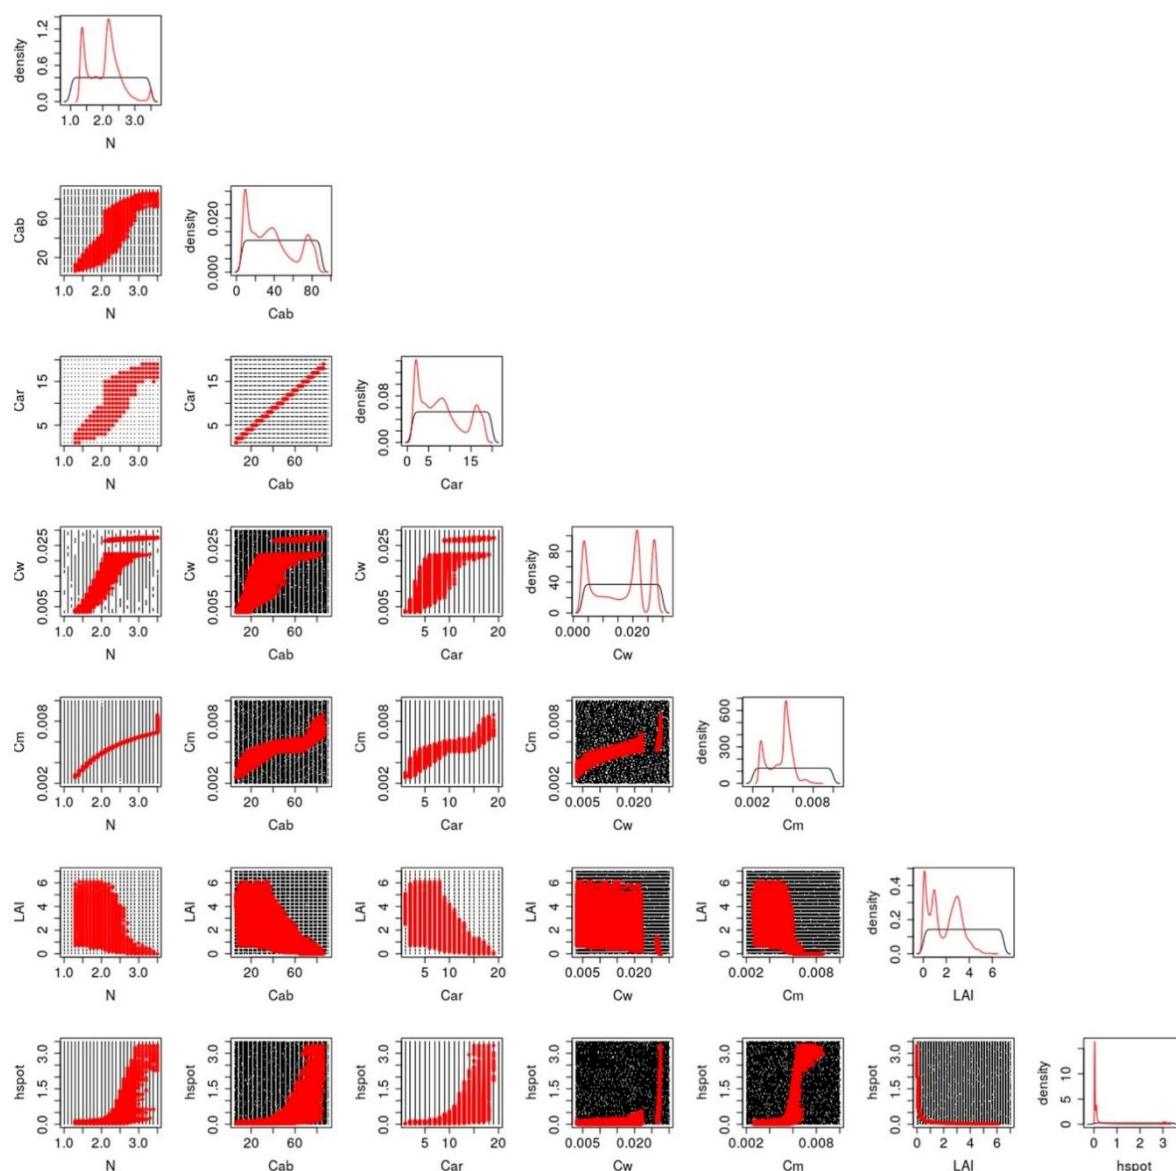 density
0.0 0.6 1.2
1.0 2.0 3.0
N
Cab
20 60
1.0 2.0 3.0
N
density
0.000 0.020
0 40 80
Cab
Car
5 15
1.0 2.0 3.0
N
Car
5 15
20 60
Cab
density
0.00 0.08
0 5 15
Car
Cw
0.005 0.025
1.0 2.0 3.0
N
Cw
0.005 0.025
20 60
Cab
Cw
0.005 0.025
5 10 20
Car
density
0 20 40 80
0.000 0.020
Cw
Cm
0.002 0.008
1.0 2.0 3.0
N
Cm
0.002 0.008
20 60
Cab
Cm
0.002 0.008
5 10 20
Car
Cm
0.002 0.008
0.005 0.020
Cw
density
0 300 600
0.002 0.008
Cm
LAI
0 2 4 6
1.0 2.0 3.0
N
LAI
0 2 4 6
20 60
Cab
LAI
0 2 4 6
5 10 20
Car
LAI
0 2 4 6
0.005 0.020
Cw
LAI
0 2 4 6
0.002 0.008
Cm
density
0.0 0.2 0.4
0 2 4 6
LAI
hspot
0.0 1.5 3.0
1.0 2.0 3.0
N
hspot
0.0 1.5 3.0
20 60
Cab
hspot
0.0 1.5 3.0
5 10 20
Car
hspot
0.0 1.5 3.0
0.005 0.020
Cw
hspot
0.0 1.5 3.0
0.002 0.008
Cm
hspot
0.0 1.5 3.0
0 2 4 6
LAI
density
0 5 10
0 1 2 3
hspot